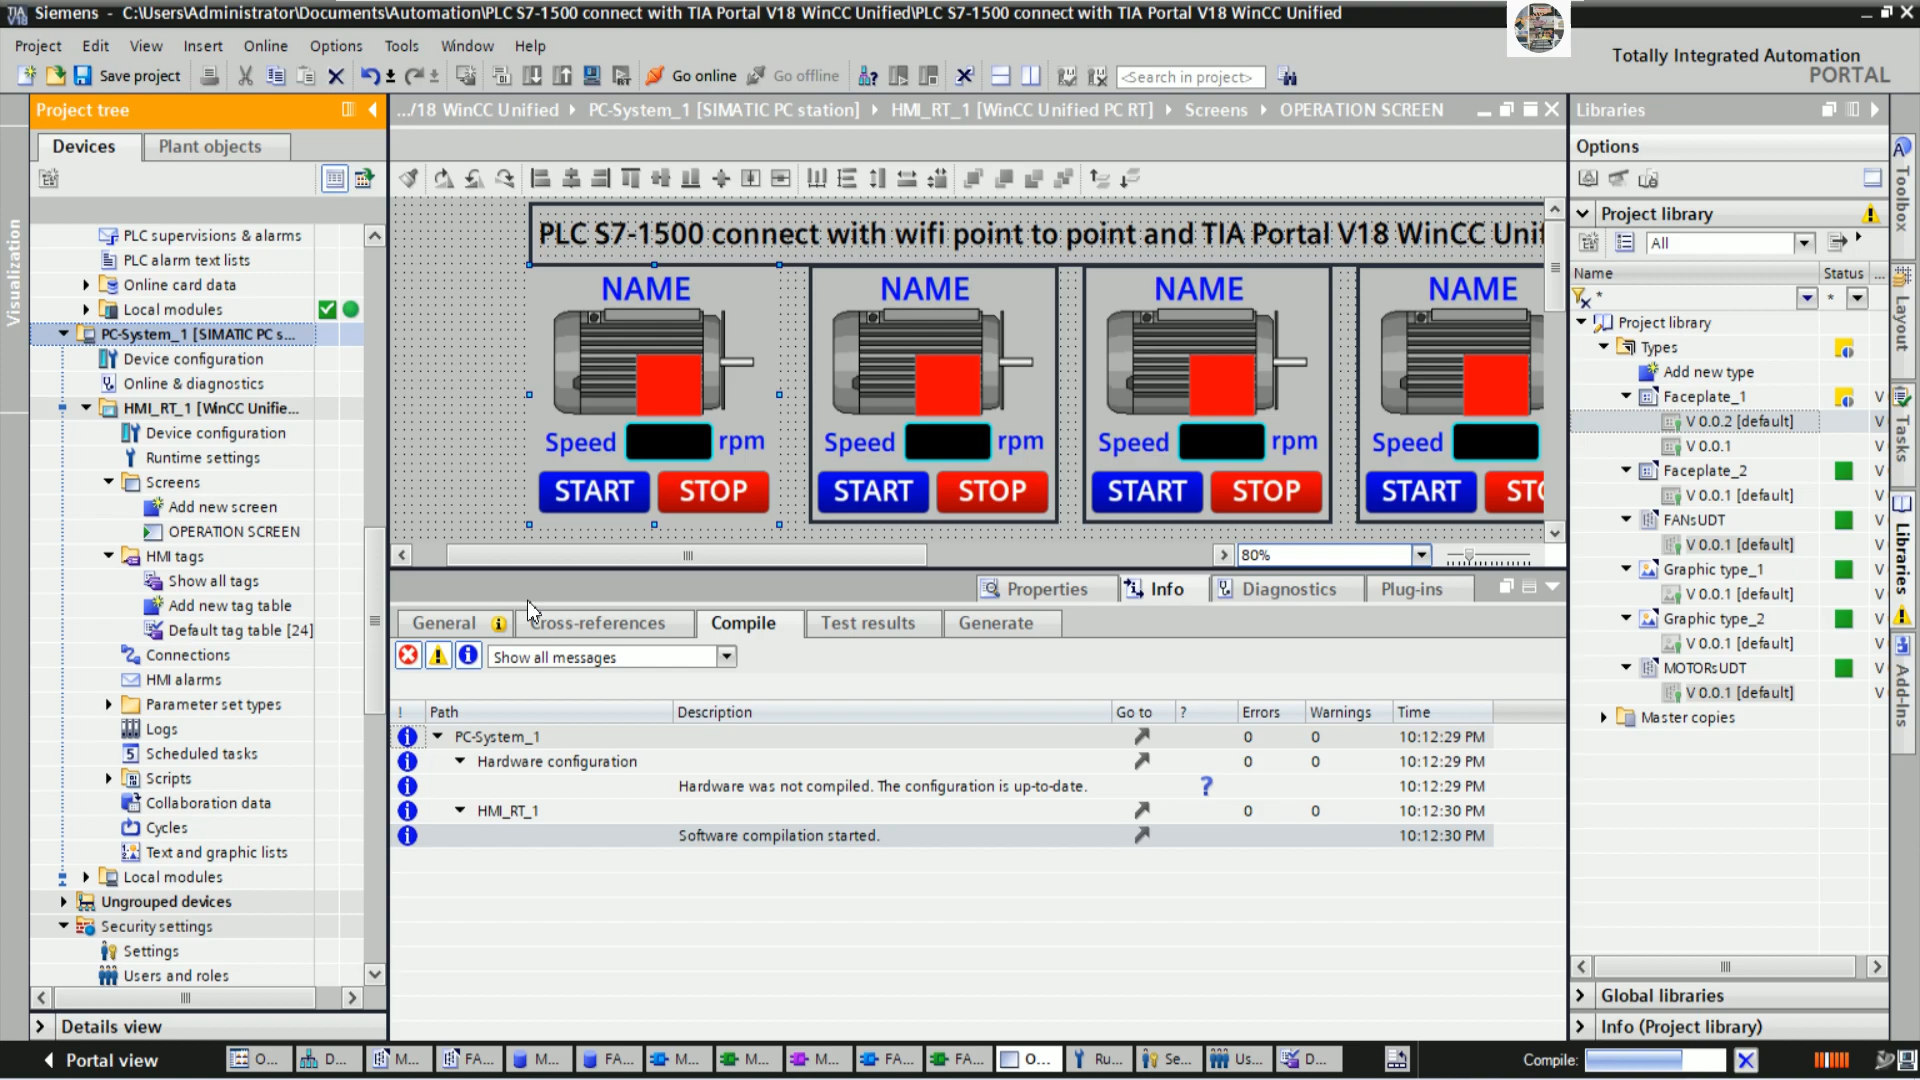 Siemens - C:\Users\Administrator\Documents\Automation\PLC S7-1500 connect with TIA Portal V18 WinCC Unified\PLC S7-1500 connect with TIA Portal V18 WinCC Unified
Project Edit View Insert Online Options Tools Window Help
Totally Integrated Automation
PORTAL
Save project Go online Go offline <Search in project>
Project tree
.../18 WinCC Unified PC-System_1 [SIMATIC PC station] HMI_RT_1 [WinCC Unified PC RT] Screens OPERATION SCREEN
Libraries
Devices Plant objects
Options
Visualization
PLC supervisions & alarms
PLC alarm text lists
Online card data
Local modules
PC-System_1 [SIMATIC PC s...
Device configuration
Online & diagnostics
HMI_RT_1 [WinCC Unifie...
Device configuration
Runtime settings
Screens
Add new screen
OPERATION SCREEN
HMI tags
Show all tags
Add new tag table
Default tag table [24]
Connections
HMI alarms
Parameter set types
Logs
Scheduled tasks
Scripts
Collaboration data
Cycles
Text and graphic lists
Local modules
Ungrouped devices
Security settings
Settings
Users and roles
Details view
PLC S7-1500 connect with wifi point to point and TIA Portal V18 WinCC Unif
NAME NAME NAME NAME
Speed rpm Speed rpm Speed rpm Speed
START STOP START STOP START STOP START STO
80%
Properties Info Diagnostics Plug-ins
General Cross-references Compile Test results Generate
Show all messages
! Path Description Go to ? Errors Warnings Time
PC-System_1 0 0 10:12:29 PM
Hardware configuration 0 0 10:12:29 PM
Hardware was not compiled. The configuration is up-to-date. ? 10:12:29 PM
HMI_RT_1 0 0 10:12:30 PM
Software compilation started. 10:12:30 PM
Project library
All
Name Status ...
* *
Project library
Types
Add new type
Faceplate_1 V
V 0.0.2 [default]
V 0.0.1
Faceplate_2 V
V 0.0.1 [default]
FANsUDT V
V 0.0.1 [default]
Graphic type_1 V
V 0.0.1 [default]
Graphic type_2 V
V 0.0.1 [default]
MOTORsUDT V
V 0.0.1 [default]
Master copies
Global libraries
Info (Project library)
Toolbox
Layout
Tasks
Libraries
Add-Ins
Portal view O... D... M... FA... M... FA... M... M... M... FA... FA... O... Ru... Se... Us... D... Compile: